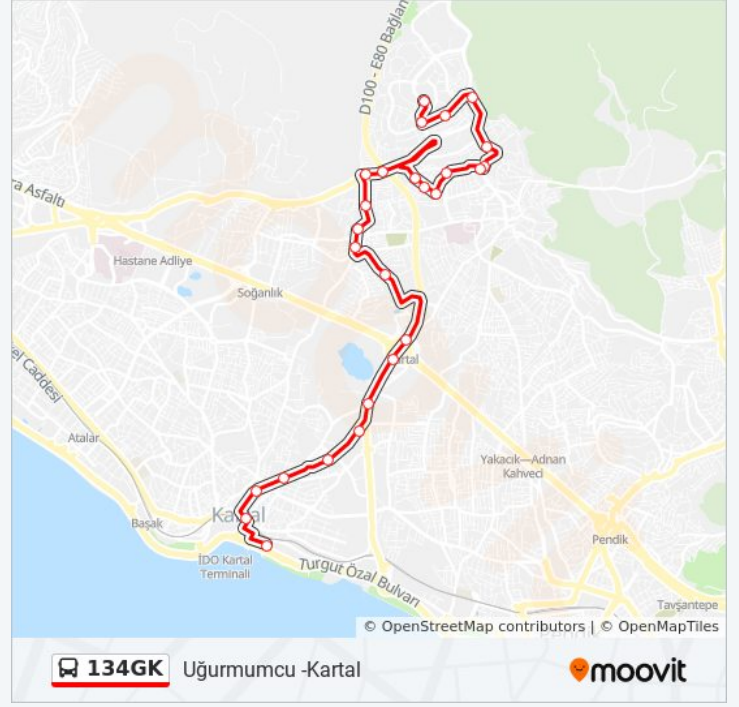 D100 - E80 Bağlan
ra Asfaltı
Hastane Adliye
Soğanlık
rtal
el Caddesi
Atalar
Yakacık—Adnan
Kahveci
Kartal
Başak
Pendik
İDO Kartal
Terminali
Turgut Özal Bulvarı
Tavşantepe
© OpenStreetMap contributors | © OpenMapTiles
134GK Uğurmumcu -Kartal
moovit